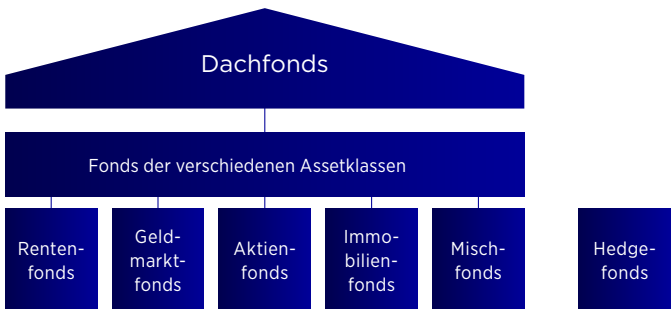 Dachfonds
Fonds der verschiedenen Assetklassen
Renten-
fonds
Geld-
markt-
fonds
Aktien-
fonds
Immo-
bilien-
fonds
Misch-
fonds
Hedge-
fonds